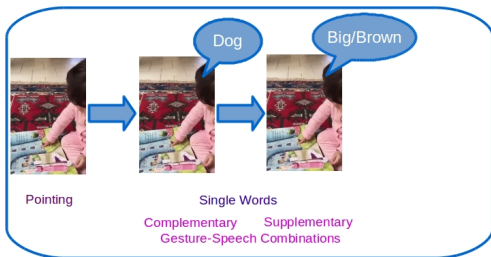 Dog
Big/Brown
Pointing
Single Words
Complementary Supplementary
Gesture-Speech Combinations